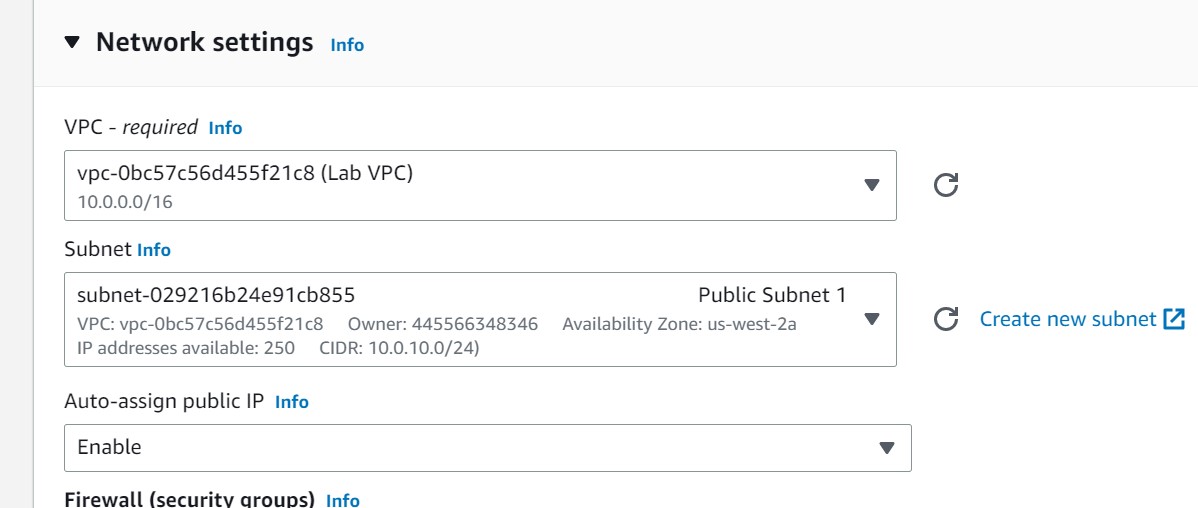 Network settings Info
VPC - required Info
vpc-0bc57c56d455f21c8 (Lab VPC)
10.0.0.0/16
Subnet Info
subnet-029216b24e91cb855 Public Subnet 1
VPC: vpc-0bc57c56d455f21c8 Owner: 445566348346 Availability Zone: us-west-2a
IP addresses available: 250 CIDR: 10.0.10.0/24)
Create new subnet
Auto-assign public IP Info
Enable
Firewall (security groups) Info